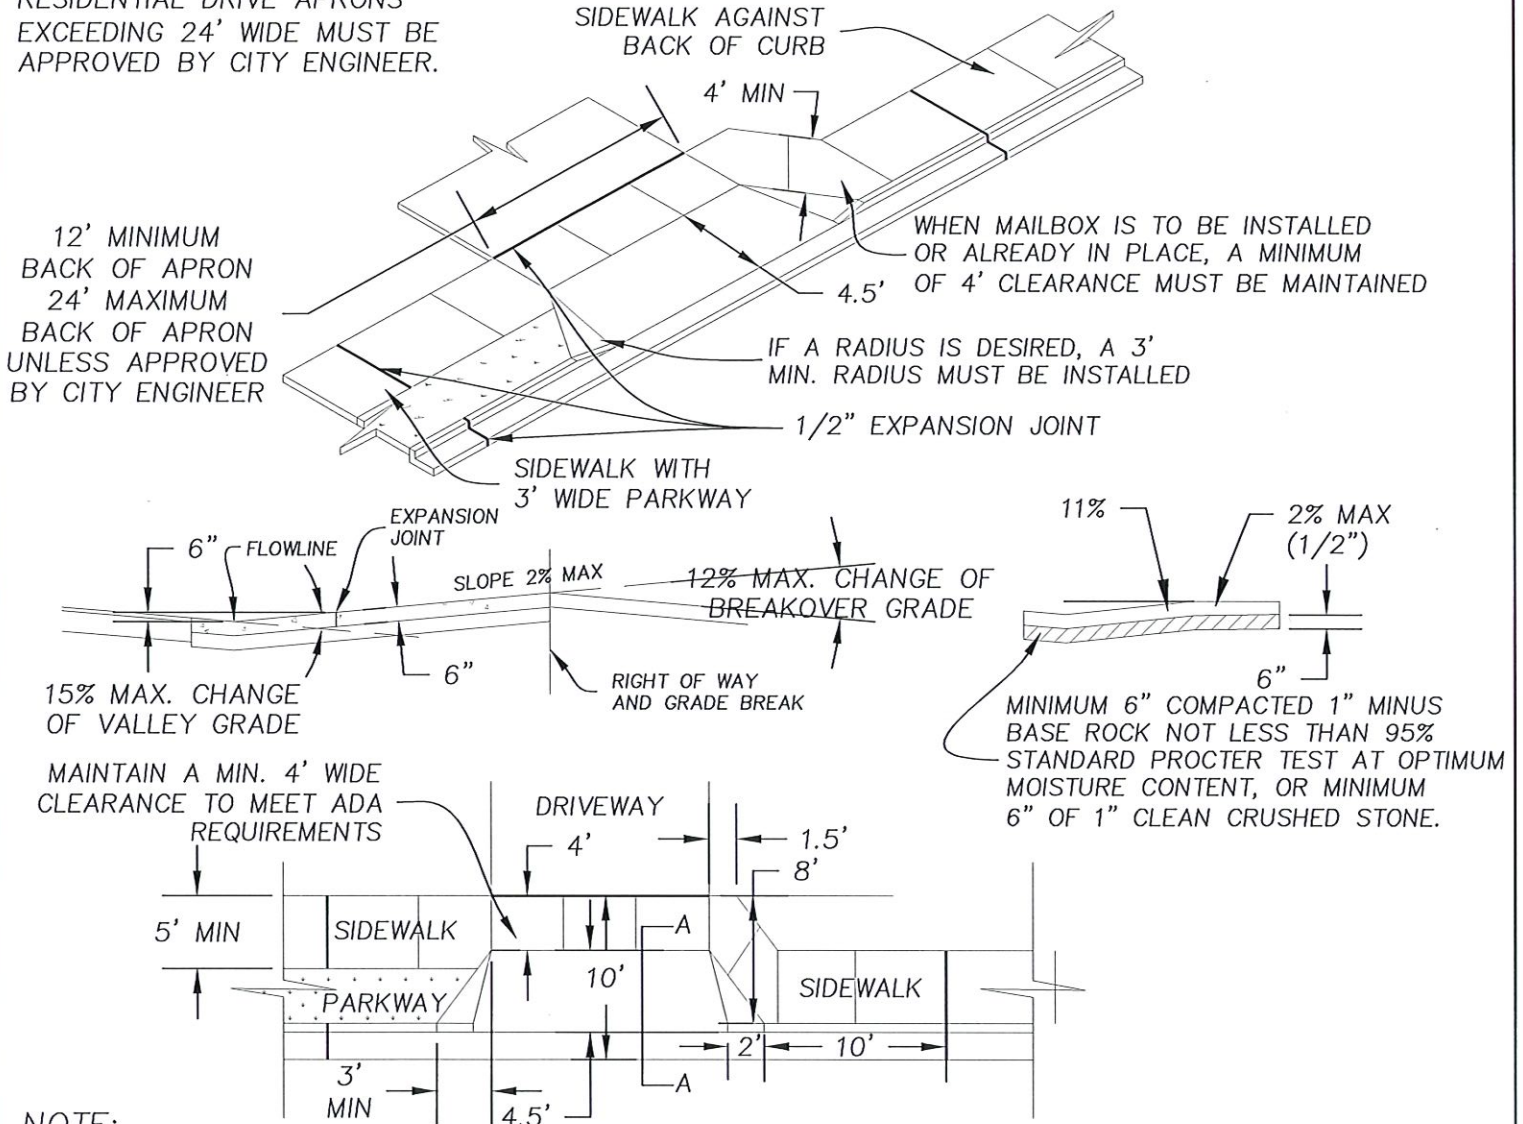 RESIDENTIAL DRIVE APRONS
EXCEEDING 24' WIDE MUST BE
APPROVED BY CITY ENGINEER.
SIDEWALK AGAINST
BACK OF CURB
4' MIN
12' MINIMUM
BACK OF APRON
24' MAXIMUM
BACK OF APRON
UNLESS APPROVED
BY CITY ENGINEER
WHEN MAILBOX IS TO BE INSTALLED
OR ALREADY IN PLACE, A MINIMUM
OF 4' CLEARANCE MUST BE MAINTAINED
4.5'
IF A RADIUS IS DESIRED, A 3'
MIN. RADIUS MUST BE INSTALLED
1/2" EXPANSION JOINT
SIDEWALK WITH
3' WIDE PARKWAY
6"
FLOWLINE
EXPANSION
JOINT
SLOPE 2% MAX
12% MAX. CHANGE OF
BREAKOVER GRADE
15% MAX. CHANGE
OF VALLEY GRADE
6"
RIGHT OF WAY
AND GRADE BREAK
11%
2% MAX
(1/2")
6"
MINIMUM 6" COMPACTED 1" MINUS
BASE ROCK NOT LESS THAN 95%
STANDARD PROCTER TEST AT OPTIMUM
MOISTURE CONTENT, OR MINIMUM
6" OF 1" CLEAN CRUSHED STONE.
MAINTAIN A MIN. 4' WIDE
CLEARANCE TO MEET ADA
REQUIREMENTS
DRIVEWAY
4'
1.5'
8'
5' MIN
SIDEWALK
A
10'
PARKWAY
SIDEWALK
2'
10'
3'
MIN
4.5'
A
NOTE: